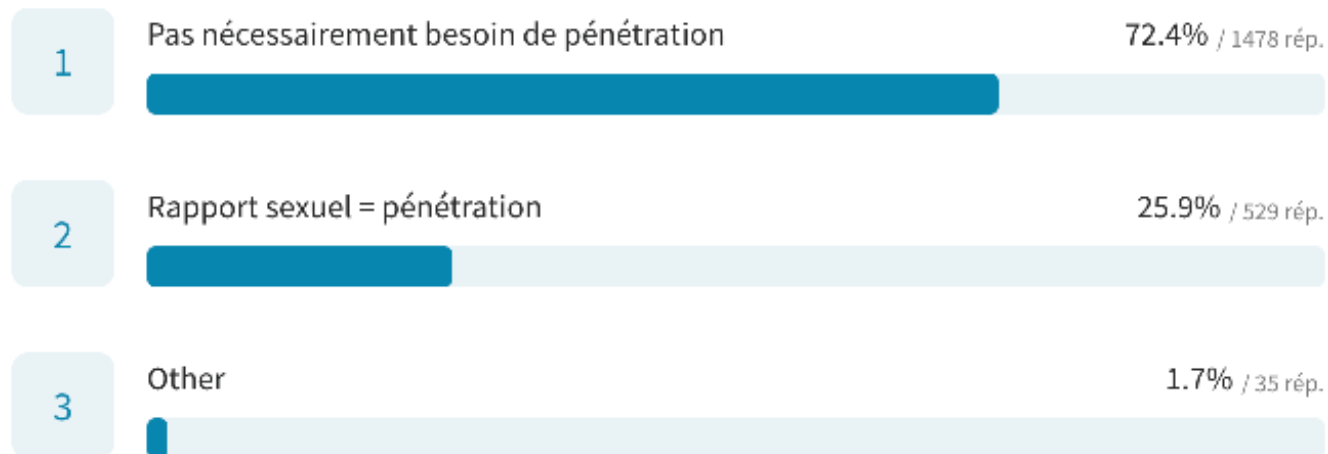 1
Pas nécessairement besoin de pénétration 72.4% / 1478 rép.
2
Rapport sexuel = pénétration 25.9% / 529 rép.
3
Other 1.7% / 35 rép.